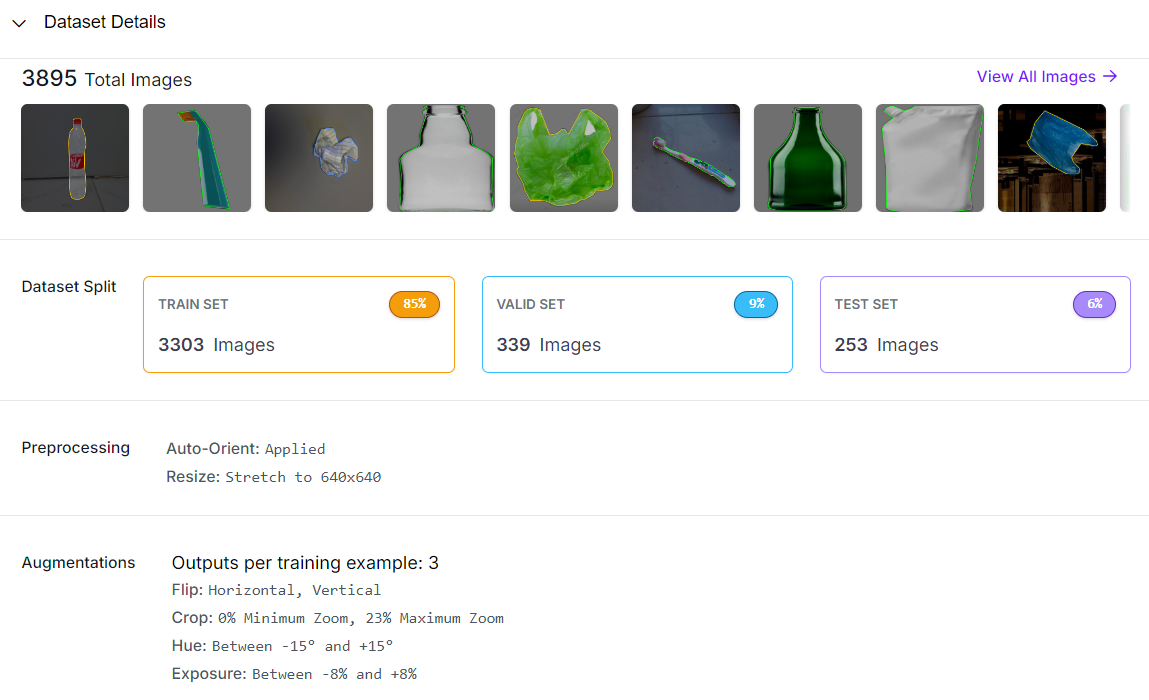 Dataset Details
3895 Total Images
View All Images →
Dataset Split
TRAIN SET
85%
3303 Images
VALID SET
9%
339 Images
TEST SET
6%
253 Images
Preprocessing
Auto-Orient: Applied
Resize: Stretch to 640x640
Augmentations
Outputs per training example: 3
Flip: Horizontal, Vertical
Crop: 0% Minimum Zoom, 23% Maximum Zoom
Hue: Between -15° and +15°
Exposure: Between -8% and +8%